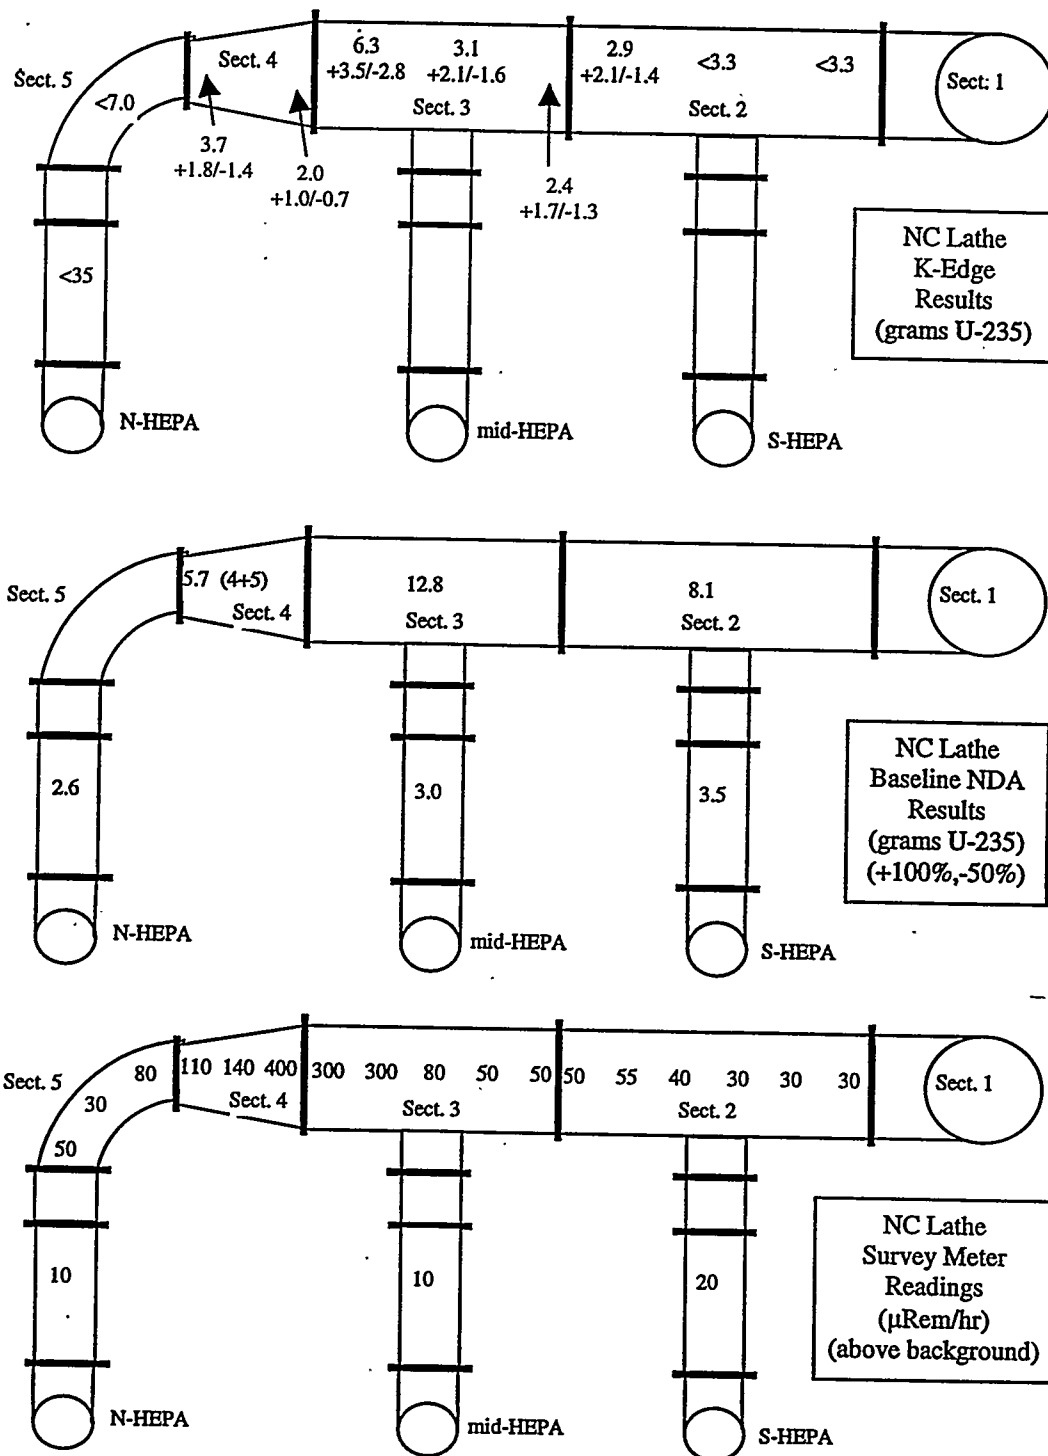 6.3 3.1 2.9
Sect. 5 Sect. 4 +3.5/-2.8 +2.1/-1.6 +2.1/-1.4 <3.3 <3.3 Sect: 1
<7.0 Sect. 3 Sect. 2
3.7
+1.8/-1.4
2.0
+1.0/-0.7
2.4
+1.7/-1.3
<35
NC Lathe
K-Edge
Results
(grams U-235)
N-HEPA mid-HEPA S-HEPA
Sect. 5 5.7 (4+5) 12.8 8.1 Sect. 1
Sect. 4 Sect. 3 Sect. 2
2.6 3.0 3.5
NC Lathe
Baseline NDA
Results
(grams U-235)
(+100%,-50%)
N-HEPA mid-HEPA S-HEPA
Sect. 5 80 110 140 400 300 300 80 50 50 50 55 40 30 30 30 Sect. 1
30 Sect. 4 Sect. 3 Sect. 2
50
10 10 20
NC Lathe
Survey Meter
Readings
(μRem/hr)
(above background)
N-HEPA mid-HEPA S-HEPA